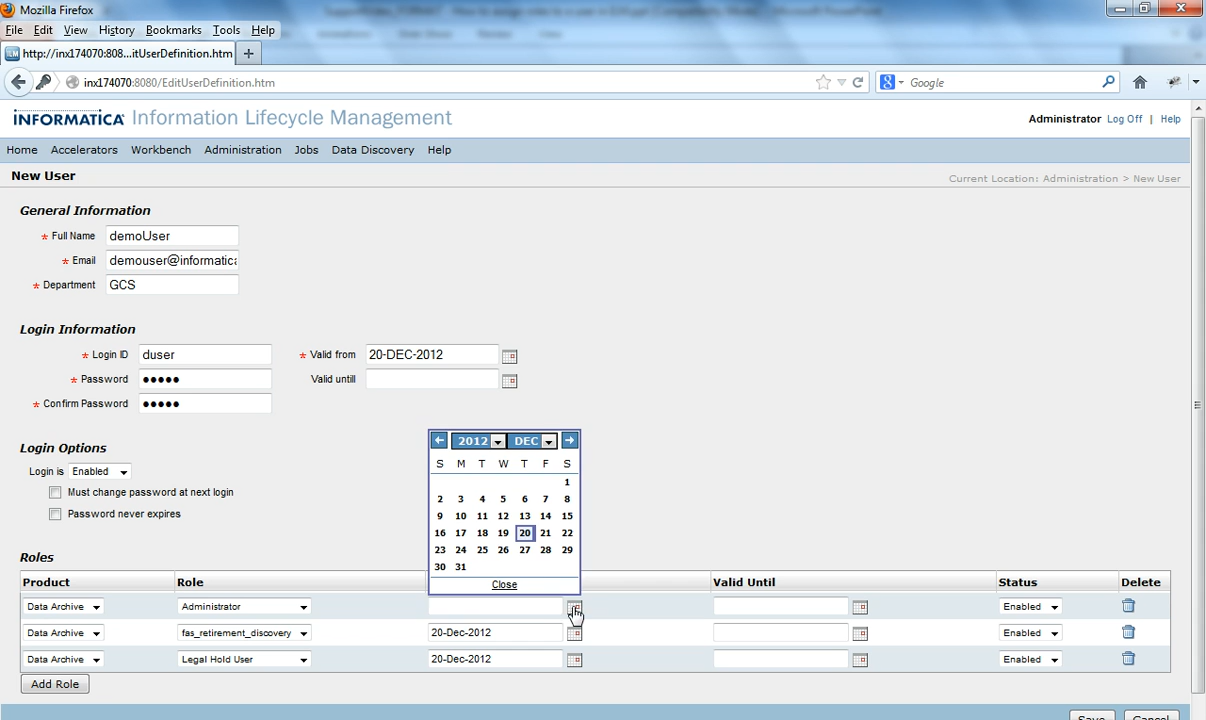 Mozilla Firefox
File Edit View History Bookmarks Tools Help
http://inx174070:808...itUserDefinition.htm
inx174070:8080/EditUserDefinition.htm
Google
INFORMATICA Information Lifecycle Management
Administrator Log Off | Help
Home Accelerators Workbench Administration Jobs Data Discovery Help
New User
Current Location: Administration > New User
General Information
* Full Name demoUser
* Email demouser@informatica
* Department GCS
Login Information
* Login ID duser * Valid from 20-DEC-2012
* Password ●●●●● Valid untill
* Confirm Password ●●●●●
2012 DEC
Login Options
S M T W T F S
Login is Enabled
1
Must change password at next login
2 3 4 5 6 7 8
Password never expires
9 10 11 12 13 14 15
16 17 18 19 20 21 22
23 24 25 26 27 28 29
30 31
Close
Roles
Product Role Valid Until Status Delete
Data Archive Administrator Enabled
Data Archive fas_retirement_discovery 20-Dec-2012 Enabled
Data Archive Legal Hold User 20-Dec-2012 Enabled
Add Role
Save Cancel